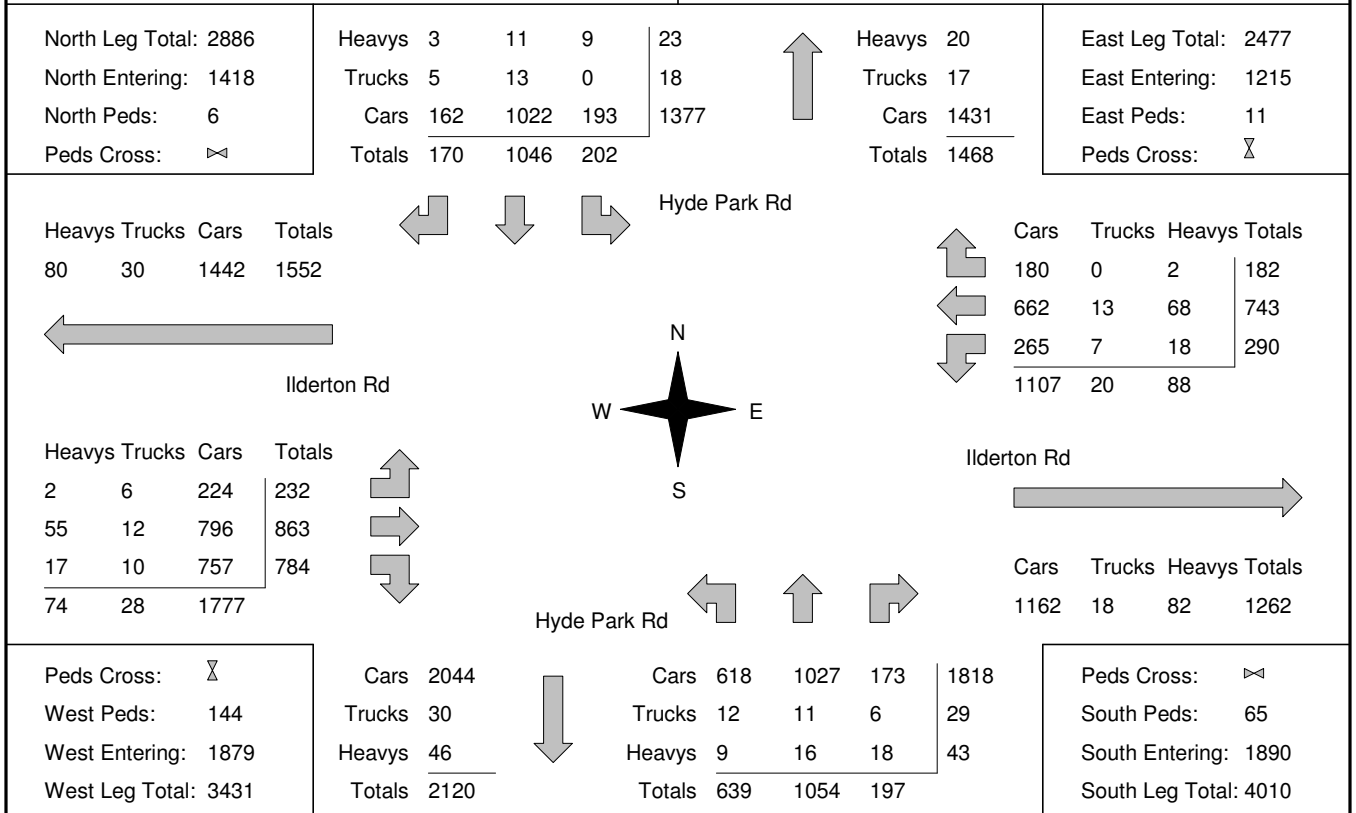 North Leg Total: 2886
North Entering: 1418
North Peds: 6
Peds Cross:
Heavys 3 11 9 23
Trucks 5 13 0 18
Cars 162 1022 193 1377
Totals 170 1046 202
Heavys 20
Trucks 17
Cars 1431
Totals 1468
East Leg Total: 2477
East Entering: 1215
East Peds: 11
Peds Cross:
Hyde Park Rd
Heavys Trucks Cars Totals
80 30 1442 1552
Cars Trucks Heavys Totals
180 0 2 182
662 13 68 743
265 7 18 290
1107 20 88
Ilderton Rd
N
W E
S
Heavys Trucks Cars Totals
2 6 224 232
55 12 796 863
17 10 757 784
74 28 1777
Ilderton Rd
Cars Trucks Heavys Totals
1162 18 82 1262
Hyde Park Rd
Peds Cross:
West Peds: 144
West Entering: 1879
West Leg Total: 3431
Cars 2044
Trucks 30
Heavys 46
Totals 2120
Cars 618 1027 173 1818
Trucks 12 11 6 29
Heavys 9 16 18 43
Totals 639 1054 197
Peds Cross:
South Peds: 65
South Entering: 1890
South Leg Total: 4010